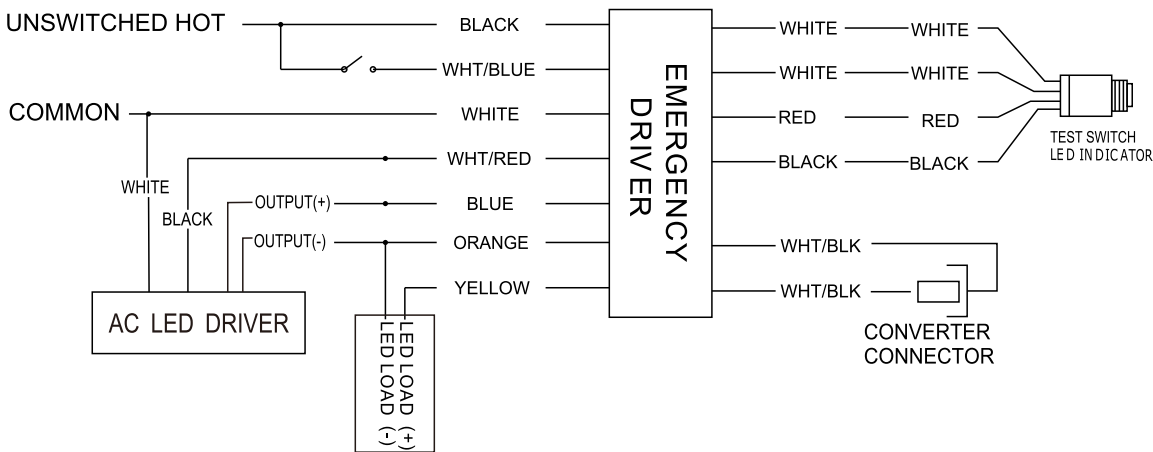 UNSWITCHED HOT
BLACK
WHT/BLUE
COMMON
WHITE
WHT/RED
WHITE
BLACK
OUTPUT(+)
BLUE
OUTPUT(-)
ORANGE
YELLOW
AC LED DRIVER
LED LOAD (-)
LED LOAD (+)
EMERGENCY
DRIVER
WHITE
WHITE
WHITE
WHITE
RED
RED
BLACK
BLACK
TEST SWITCH
LED INDICATOR
WHT/BLK
WHT/BLK
CONVERTER
CONNECTOR